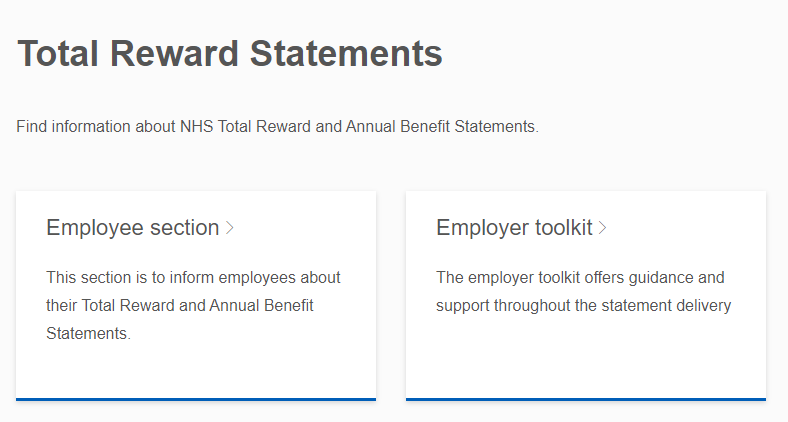 Total Reward Statements
Find information about NHS Total Reward and Annual Benefit Statements.
Employee section
This section is to inform employees about
their Total Reward and Annual Benefit
Statements.
Employer toolkit
The employer toolkit offers guidance and
support throughout the statement delivery